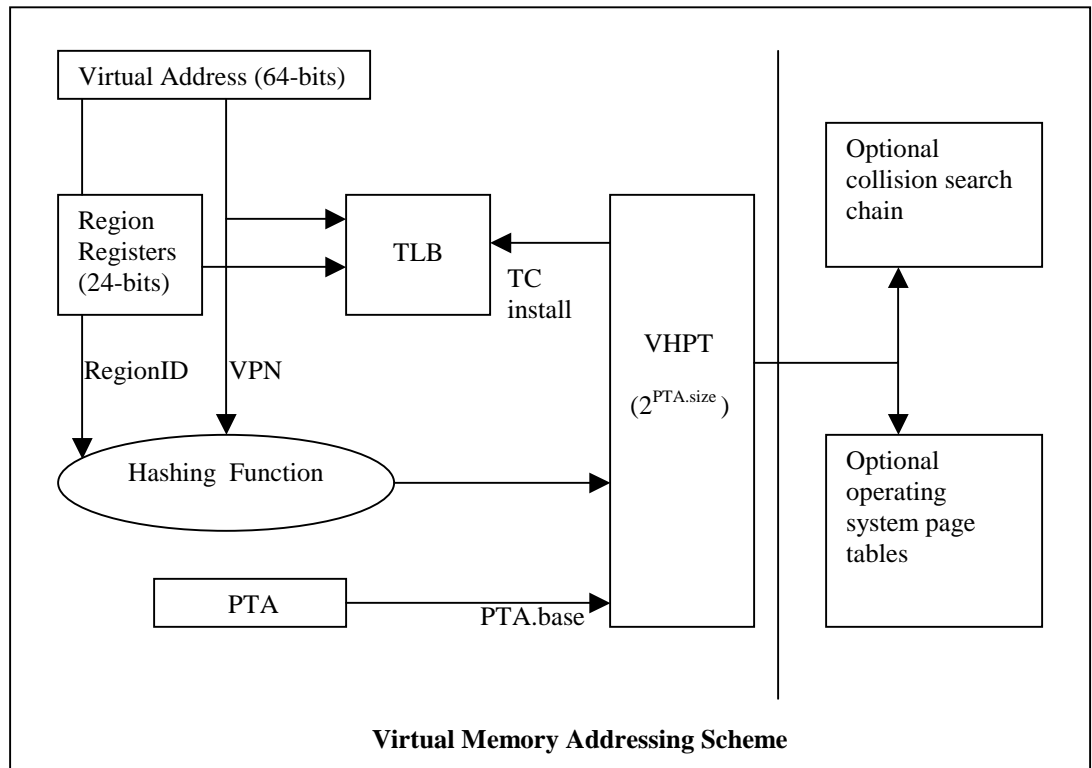 Virtual Address (64-bits)
Region
Registers
(24-bits)
TLB
TC
install
VHPT
(2^PTA.size)
Optional
collision search
chain
RegionID
VPN
Hashing Function
Optional
operating
system page
tables
PTA
PTA.base
Virtual Memory Addressing Scheme